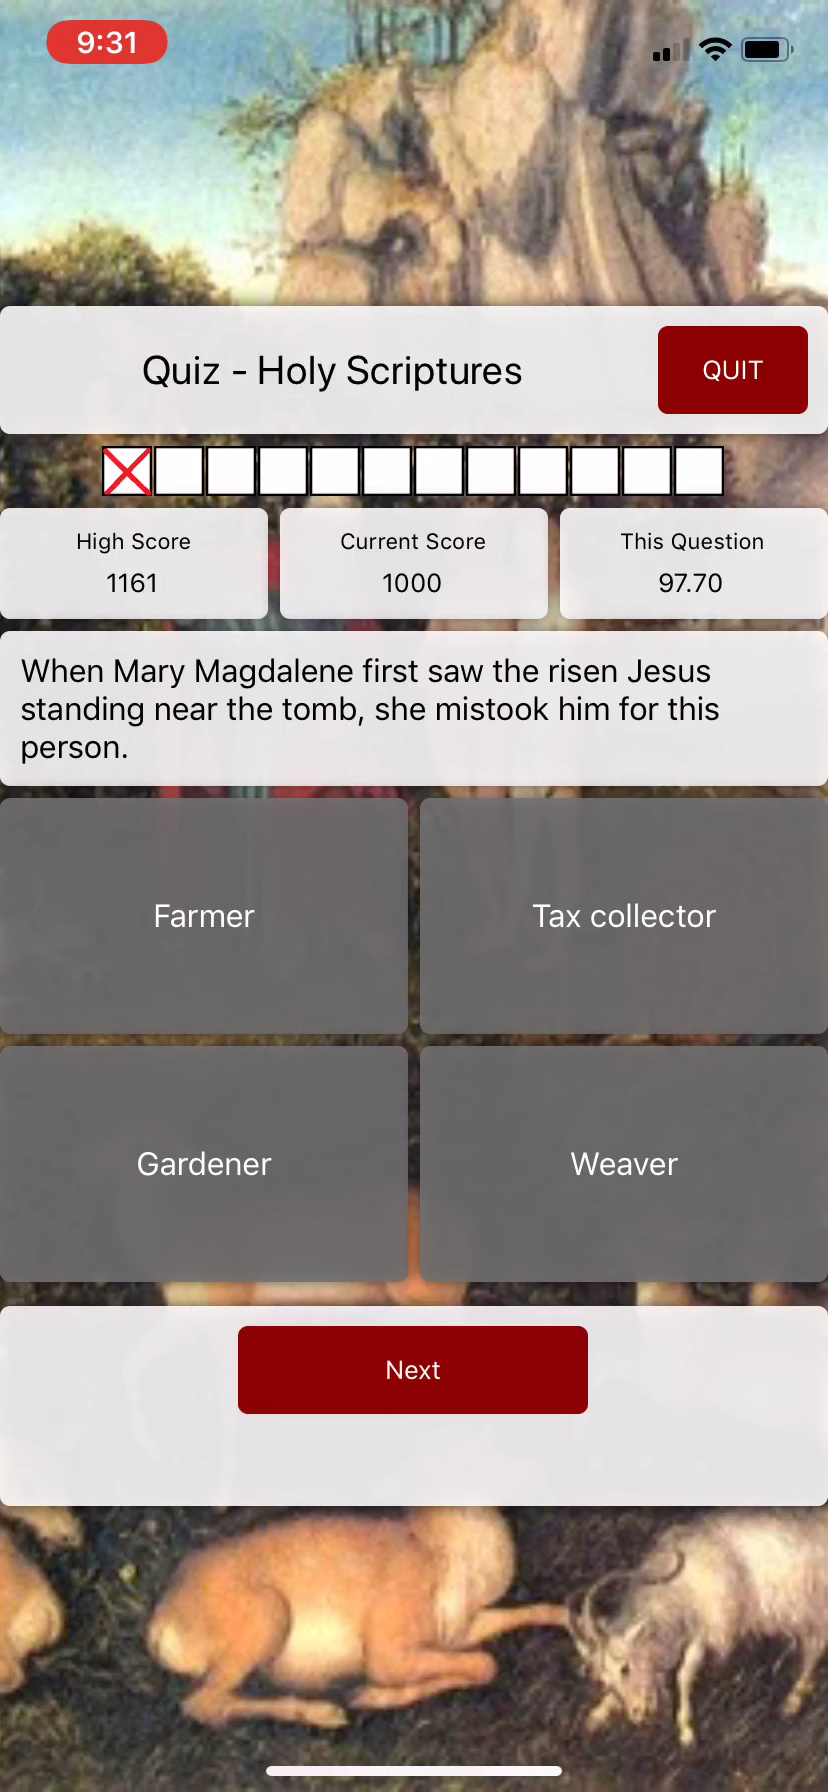 9:31
Quiz - Holy Scriptures
QUIT
High Score
Current Score
This Question
1161
1000
97.70
When Mary Magdalene first saw the risen Jesus
standing near the tomb, she mistook him for this
person.
Farmer
Tax collector
Gardener
Weaver
Next